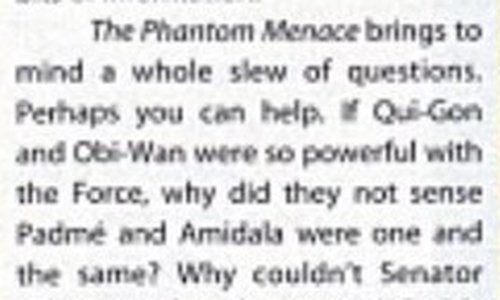 The Phantom Menace brings to
mind a whole slew of questions.
Perhaps you can help. If Qui-Gon
and Obi-Wan were so powerful with
the Force, why did they not sense
Padmé and Amidala were one and
the same? Why couldn't Senator